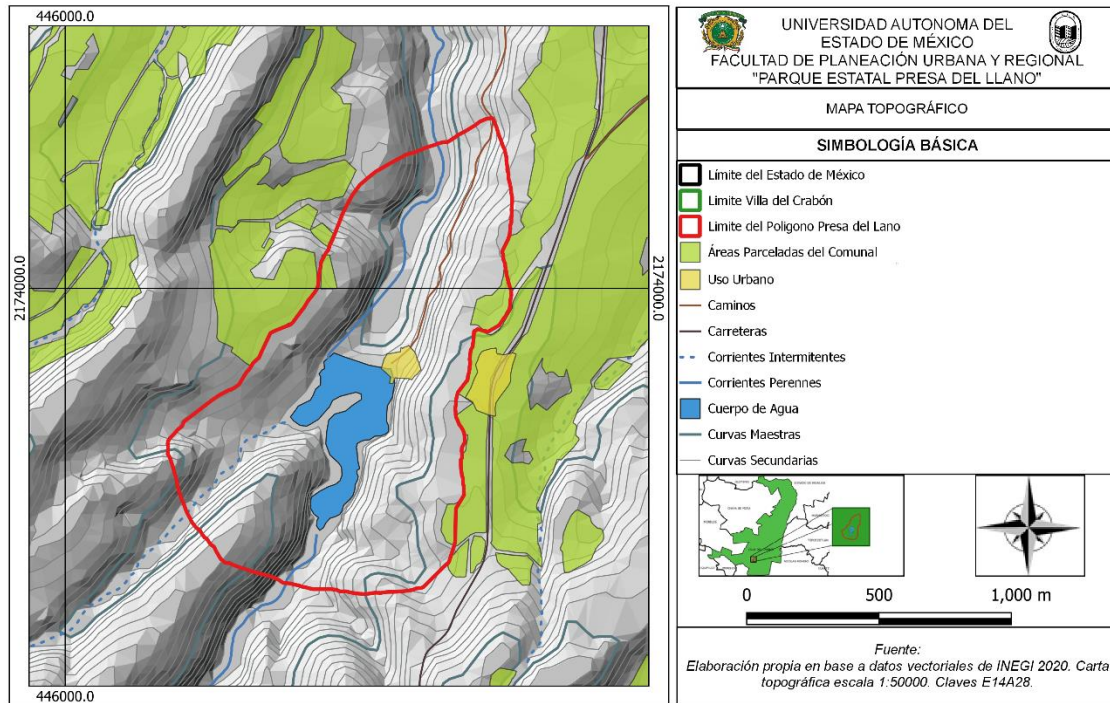 446000.0
2174000.0
2174000.0
446000.0
UNIVERSIDAD AUTONOMA DEL
ESTADO DE MÉXICO
FACULTAD DE PLANEACIÓN URBANA Y REGIONAL
"PARQUE ESTATAL PRESA DEL LLANO"
MAPA TOPOGRÁFICO
SIMBOLOGÍA BÁSICA
Límite del Estado de México
Limite Villa del Crabón
Limite del Poligono Presa del Lano
Áreas Parceladas del Comunal
Uso Urbano
Caminos
Carreteras
Corrientes Intermitentes
Corrientes Perennes
Cuerpo de Agua
Curvas Maestras
Curvas Secundarias
0 500 1,000 m
Fuente:
Elaboración propia en base a datos vectoriales de INEGI 2020. Carta
topográfica escala 1:50000. Claves E14A28.